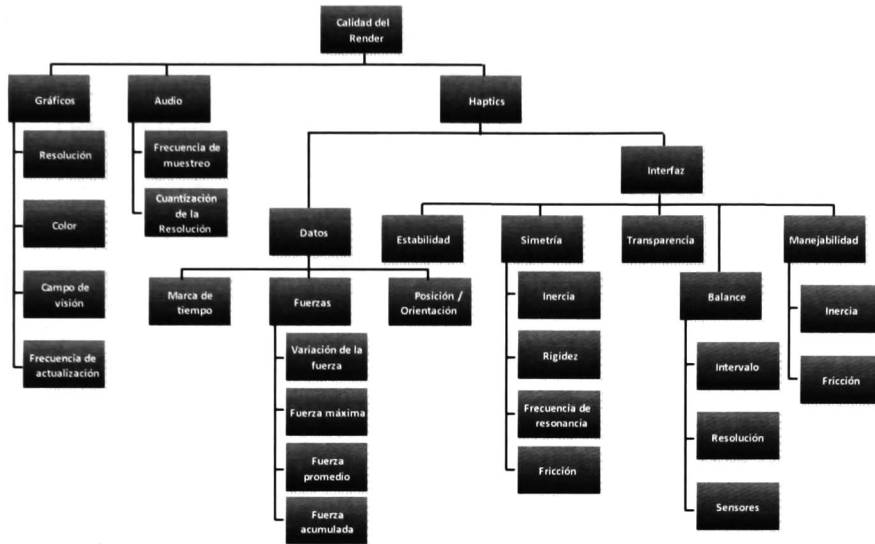 Calidad del
Render
Gráficos
Audio
Haptics
Resolución
Color
Campo de
visión
Frecuencia de
actualización
Frecuencia de
muestreo
Cuantización
de la
Resolución
Datos
Interfaz
Marca de
tiempo
Fuerzas
Posición /
Orientación
Variación de la
fuerza
Fuerza máxima
Fuerza
promedio
Fuerza
acumulada
Estabilidad
Simetría
Transparencia
Balance
Manejabilidad
Inercia
Rigidez
Frecuencia de
resonancia
Fricción
Intervalo
Resolución
Sensores
Inercia
Fricción